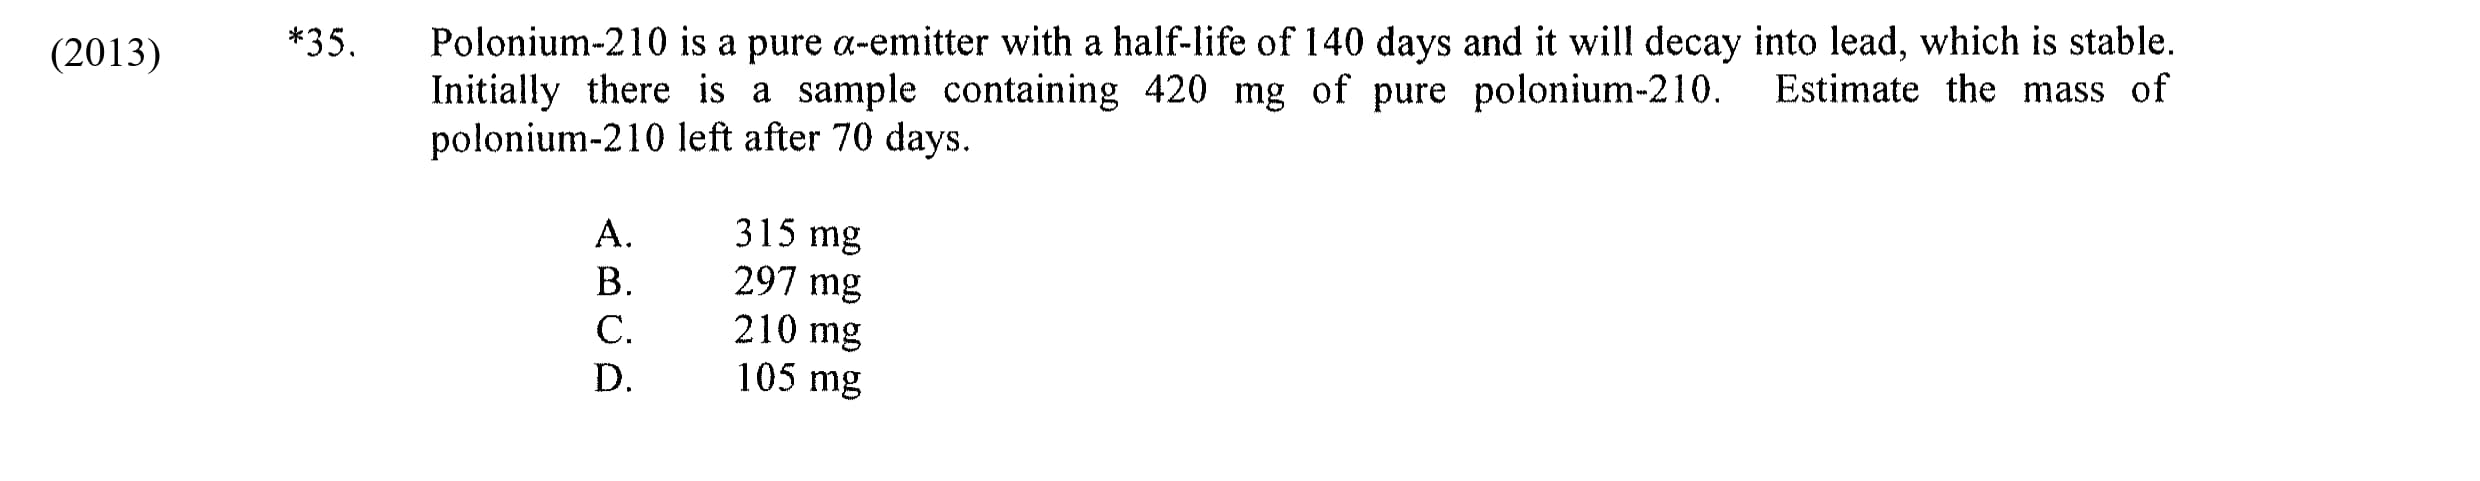 (2013) *35. Polonium-210 is a pure α-emitter with a half-life of 140 days and it will decay into lead, which is stable.
Initially there is a sample containing 420 mg of pure polonium-210. Estimate the mass of
polonium-210 left after 70 days.
A. 315 mg
B. 297 mg
C. 210 mg
D. 105 mg